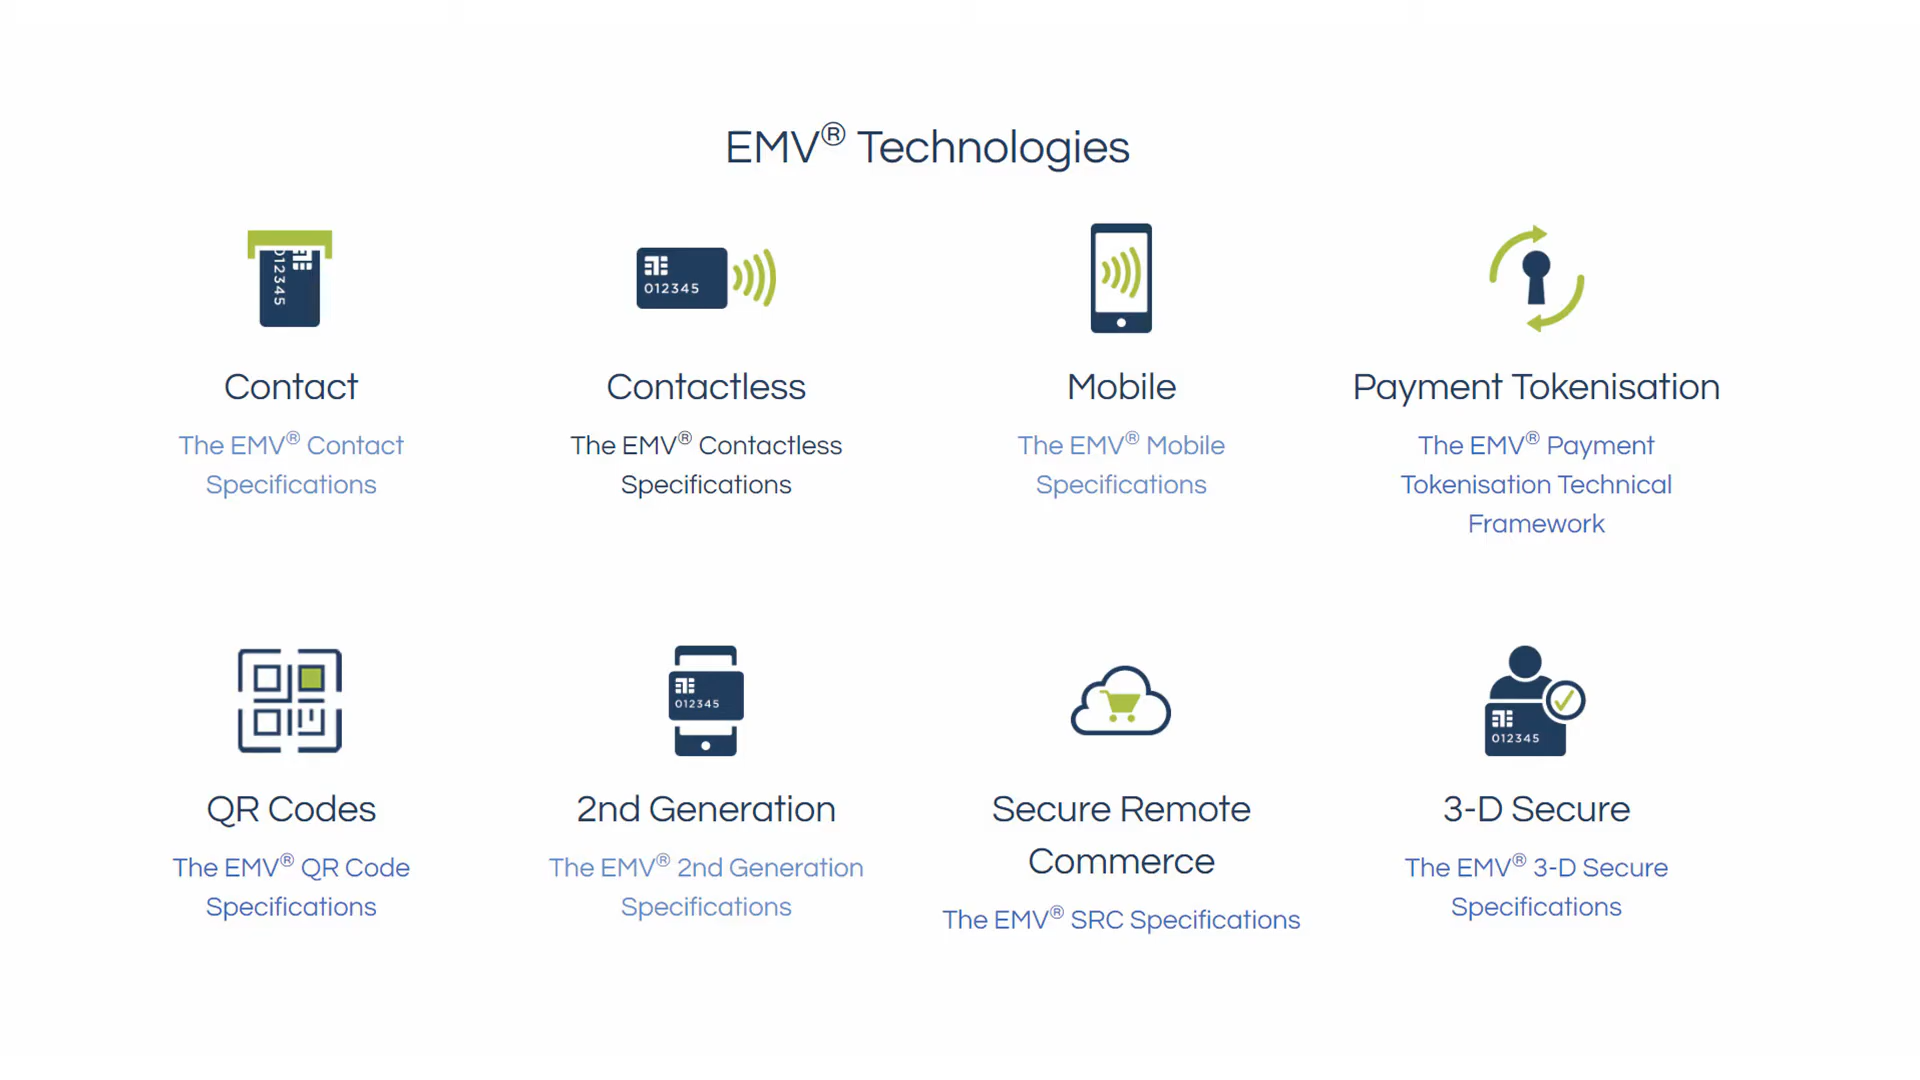 EMV® Technologies
012345
012345
Contact
Contactless
Mobile
Payment Tokenisation
The EMV® Contact
Specifications
The EMV® Contactless
Specifications
The EMV® Mobile
Specifications
The EMV® Payment
Tokenisation Technical
Framework
012345
012345
QR Codes
2nd Generation
Secure Remote
Commerce
3-D Secure
The EMV® QR Code
Specifications
The EMV® 2nd Generation
Specifications
The EMV® SRC Specifications
The EMV® 3-D Secure
Specifications